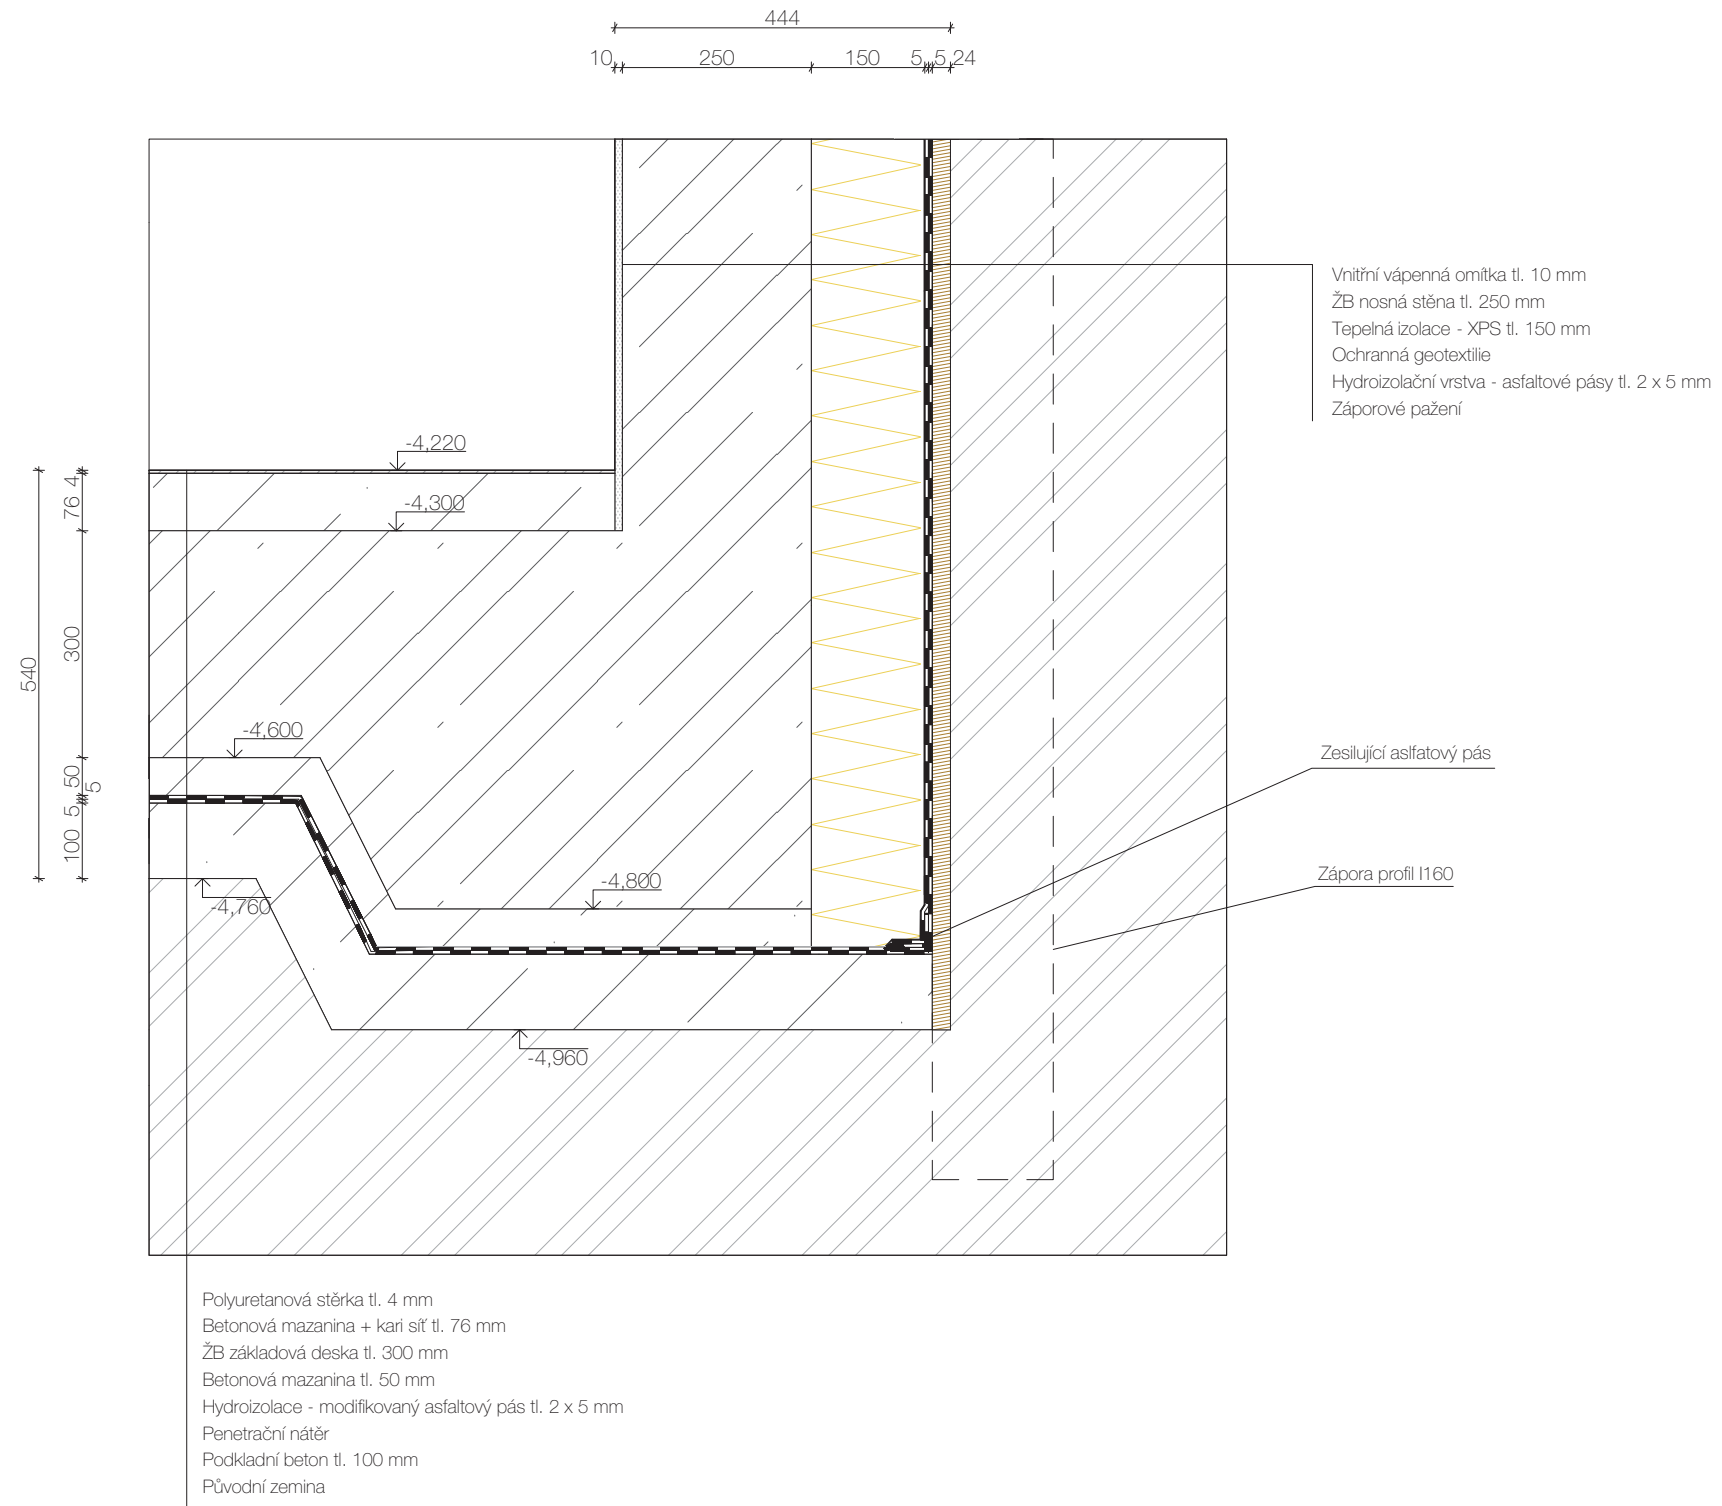 444
10 250 150 5 5 24
Vnitřní vápenná omítka tl. 10 mm
ŽB nosná stěna tl. 250 mm
Tepelná izolace - XPS tl. 150 mm
Ochranná geotextilie
Hydroizolační vrstva - asfaltové pásy tl. 2 x 5 mm
Záporové pažení
-4,220
-4,300
-4,600
-4,800
-4,760
-4,960
540
4
76
300
50
5
5
100
Zesilující aslfatový pás
Zápora profil I160
Polyuretanová stěrka tl. 4 mm
Betonová mazanina + kari síť tl. 76 mm
ŽB základová deska tl. 300 mm
Betonová mazanina tl. 50 mm
Hydroizolace - modifikovaný asfaltový pás tl. 2 x 5 mm
Penetrační nátěr
Podkladní beton tl. 100 mm
Původní zemina